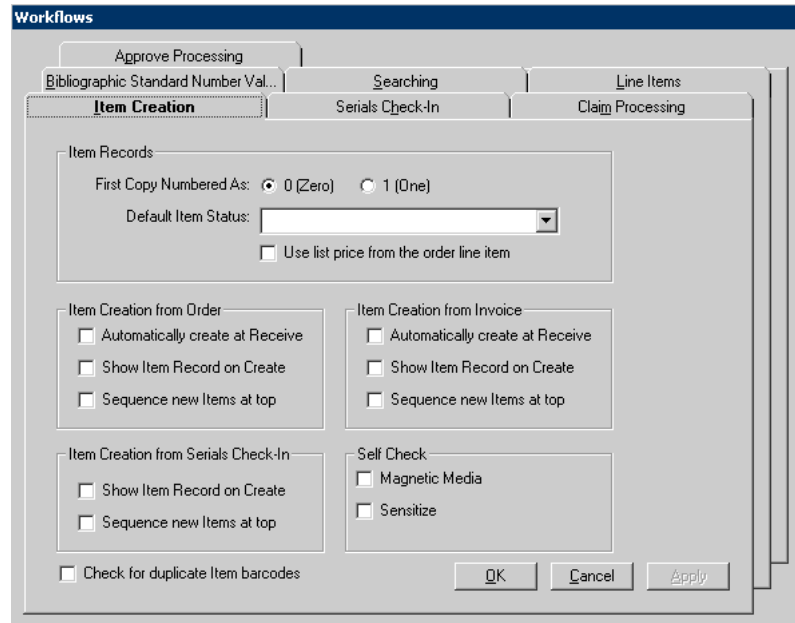 Workflows
Approve Processing
Bibliographic Standard Number Val...
Searching
Line Items
Item Creation
Serials Check-In
Claim Processing
Item Records
First Copy Numbered As: 0 (Zero) 1 (One)
Default Item Status:
Use list price from the order line item
Item Creation from Order
Automatically create at Receive
Show Item Record on Create
Sequence new Items at top
Item Creation from Invoice
Automatically create at Receive
Show Item Record on Create
Sequence new Items at top
Item Creation from Serials Check-In
Show Item Record on Create
Sequence new Items at top
Self Check
Magnetic Media
Sensitize
Check for duplicate Item barcodes
OK Cancel Apply